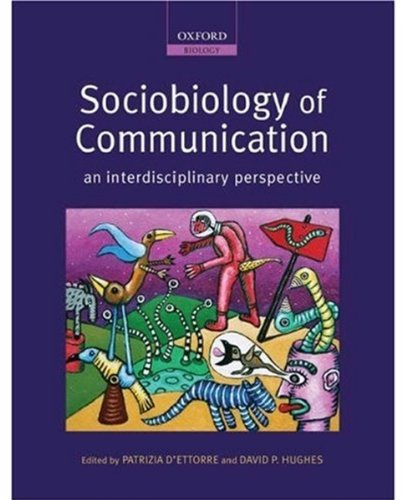 OXFORD
BIOLOGY
Sociobiology of
Communication
an interdisciplinary perspective
Edited by PATRIZIA D'ETTORRE and DAVID P. HUGHES